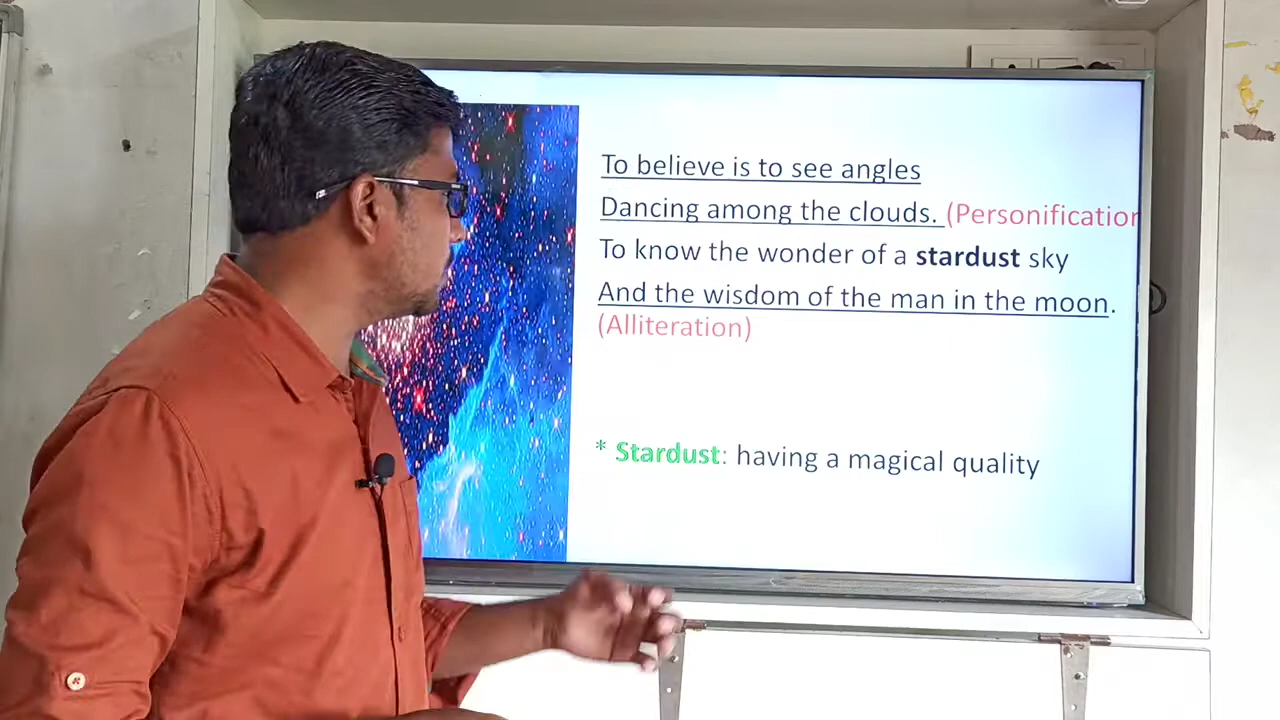 To believe is to see angles
Dancing among the clouds. (Personification
To know the wonder of a stardust sky
And the wisdom of the man in the moon.
(Alliteration)
* Stardust: having a magical quality